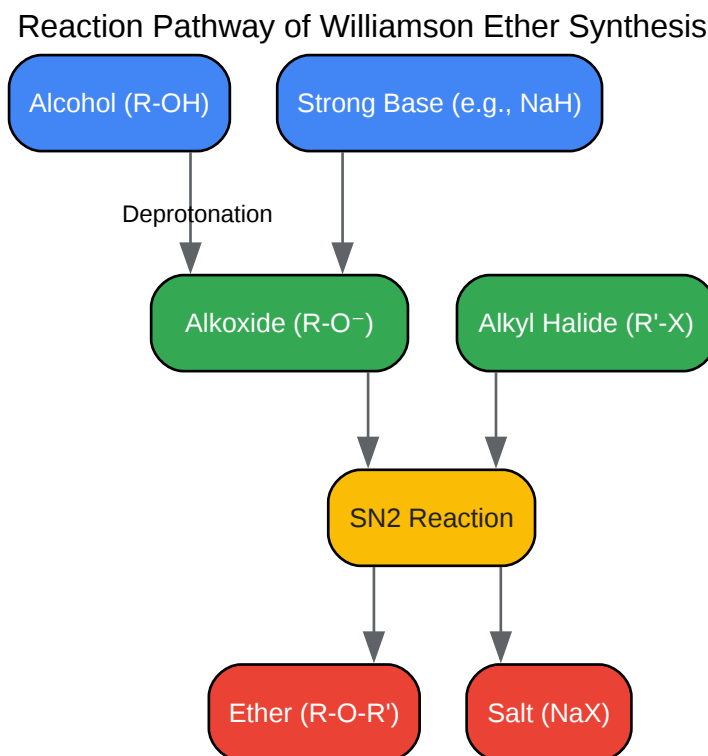 Reaction Pathway of Williamson Ether Synthesis
Alcohol (R-OH)
Strong Base (e.g., NaH)
Deprotonation
Alkoxide (R-O⁻)
Alkyl Halide (R'-X)
SN2 Reaction
Ether (R-O-R')
Salt (NaX)